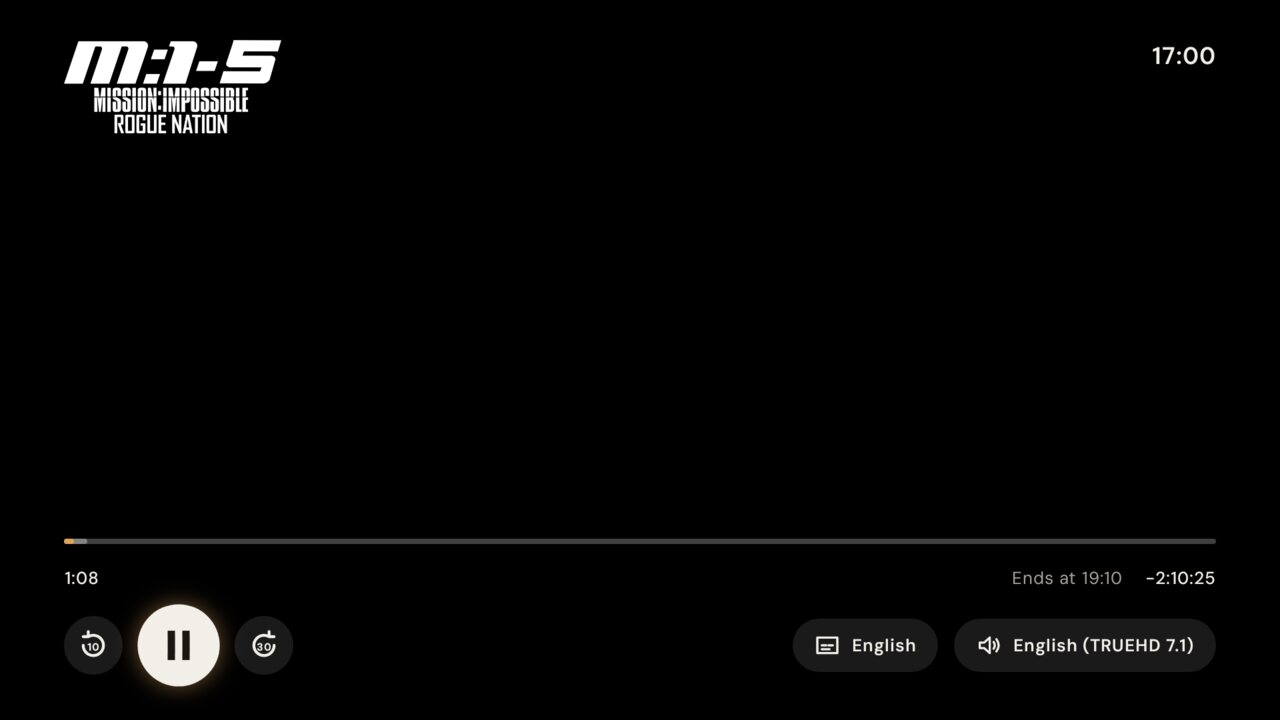 M:I-5
MISSION:IMPOSSIBLE
ROGUE NATION
17:00
1:08
Ends at 19:10
-2:10:25
10
30
English
English (TRUEHD 7.1)